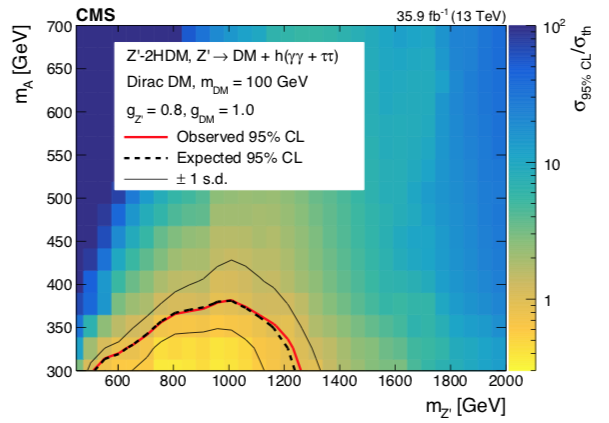 CMS 35.9 fb⁻¹ (13 TeV)
Z'-2HDM, Z' → DM + h(γγ + ττ)
Dirac DM, m_DM = 100 GeV
g_Z' = 0.8, g_DM = 1.0
Observed 95% CL
Expected 95% CL
± 1 s.d.
m_A [GeV]
700
650
600
550
500
450
400
350
300
600 800 1000 1200 1400 1600 1800 2000
m_Z' [GeV]
10²
10
1
σ_95% CL/σ_th